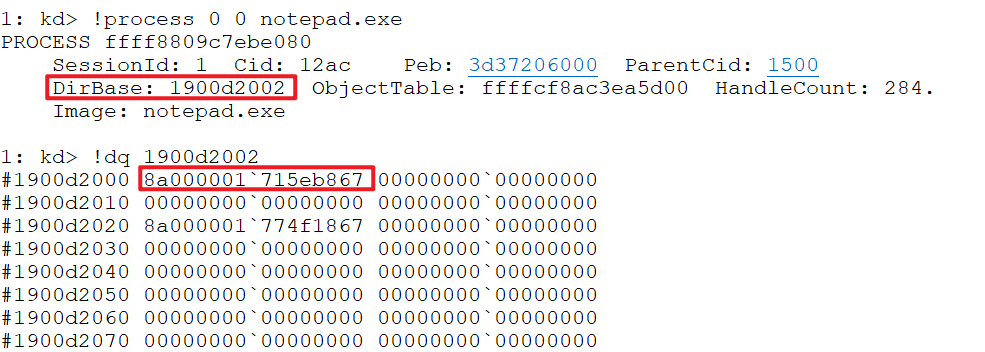 1: kd> !process 0 0 notepad.exe
PROCESS ffff8809c7ebe080
    SessionId: 1  Cid: 12ac    Peb: 3d37206000  ParentCid: 1500
    DirBase: 1900d2002  ObjectTable: ffffcf8ac3ea5d00  HandleCount: 284.
    Image: notepad.exe
1: kd> !dq 1900d2002
#1900d2000 8a000001`715eb867 00000000`00000000
#1900d2010 00000000`00000000 00000000`00000000
#1900d2020 8a000001`774f1867 00000000`00000000
#1900d2030 00000000`00000000 00000000`00000000
#1900d2040 00000000`00000000 00000000`00000000
#1900d2050 00000000`00000000 00000000`00000000
#1900d2060 00000000`00000000 00000000`00000000
#1900d2070 00000000`00000000 00000000`00000000